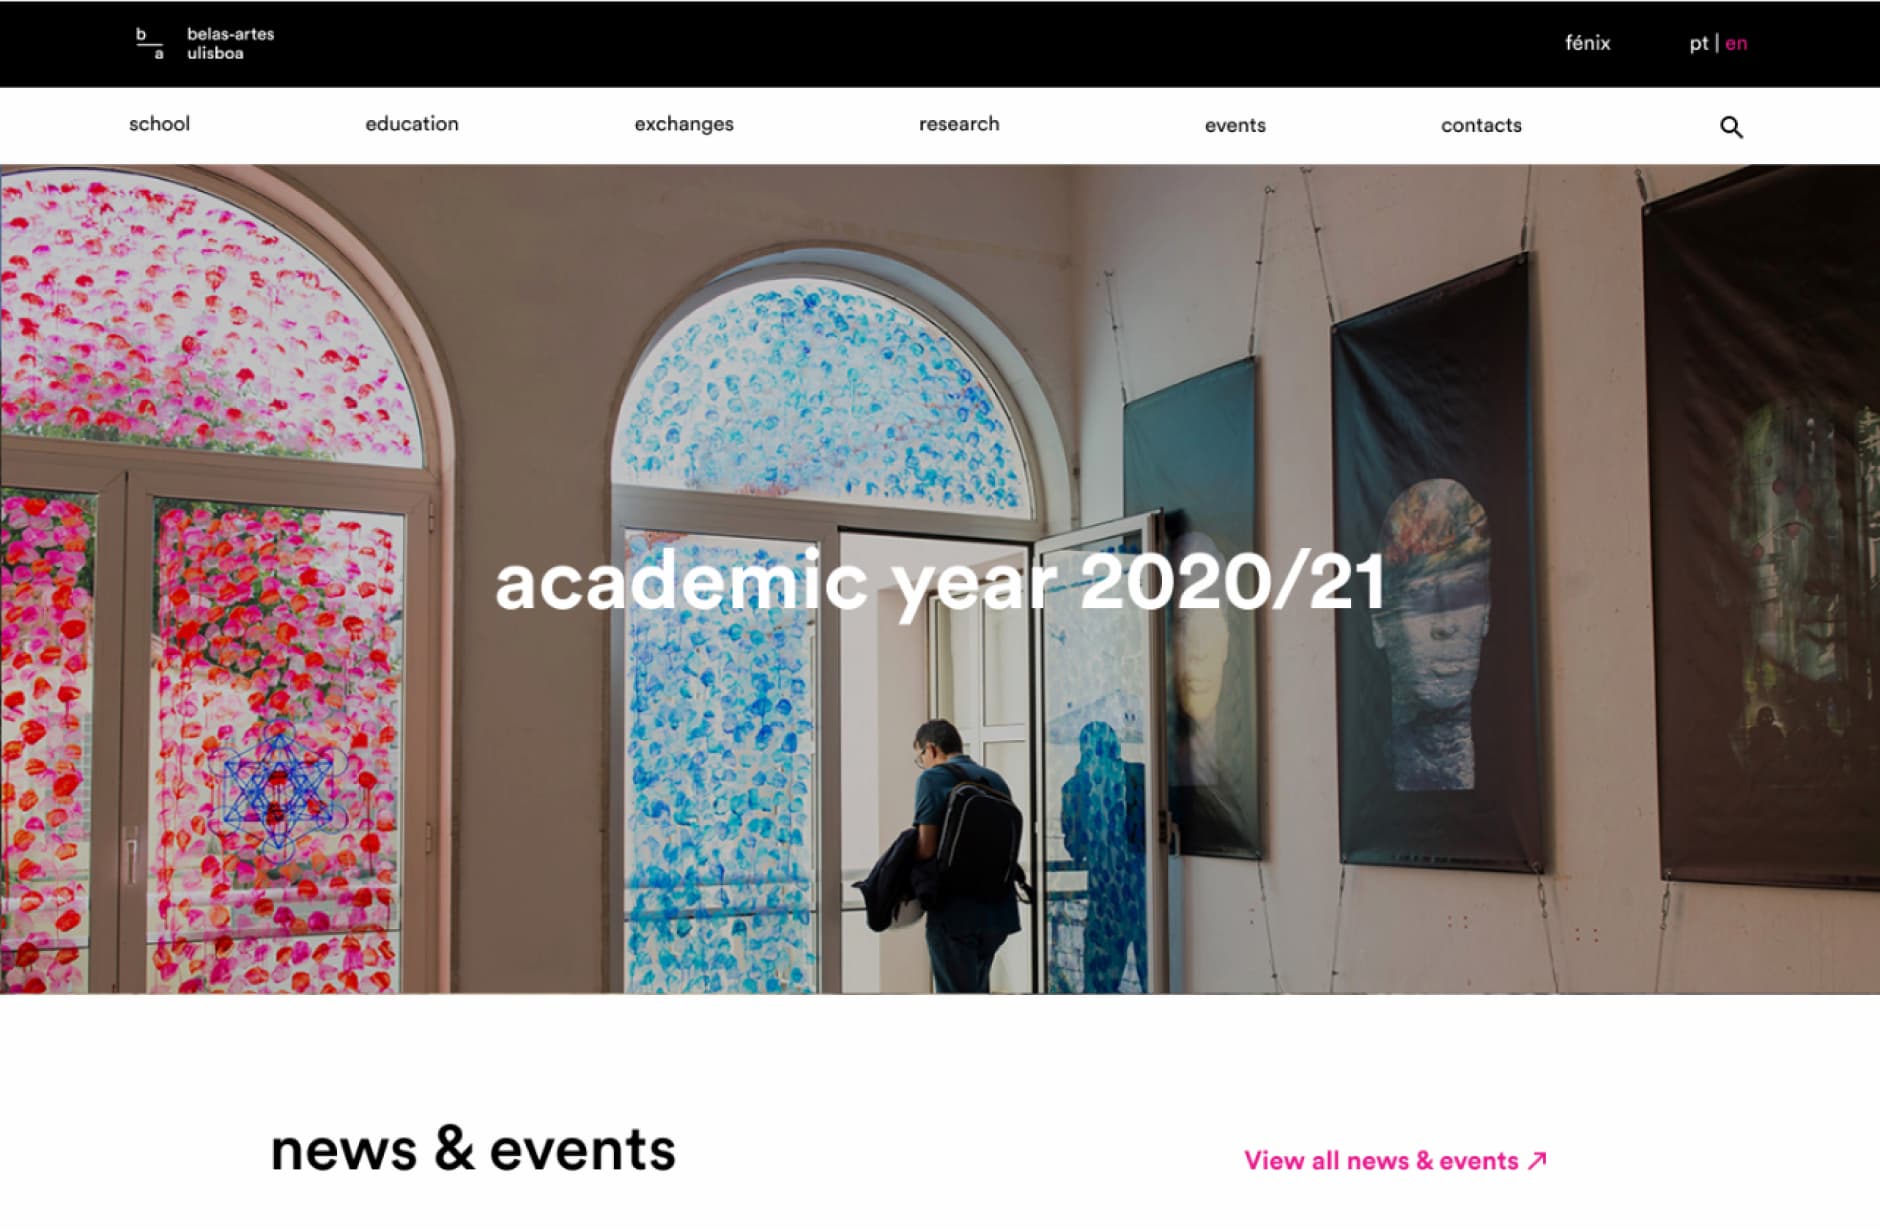 b
a
belas-artes
ulisboa
fénix
pt | en
school
education
exchanges
research
events
contacts
academic year 2020/21
news & events
View all news & events ↗